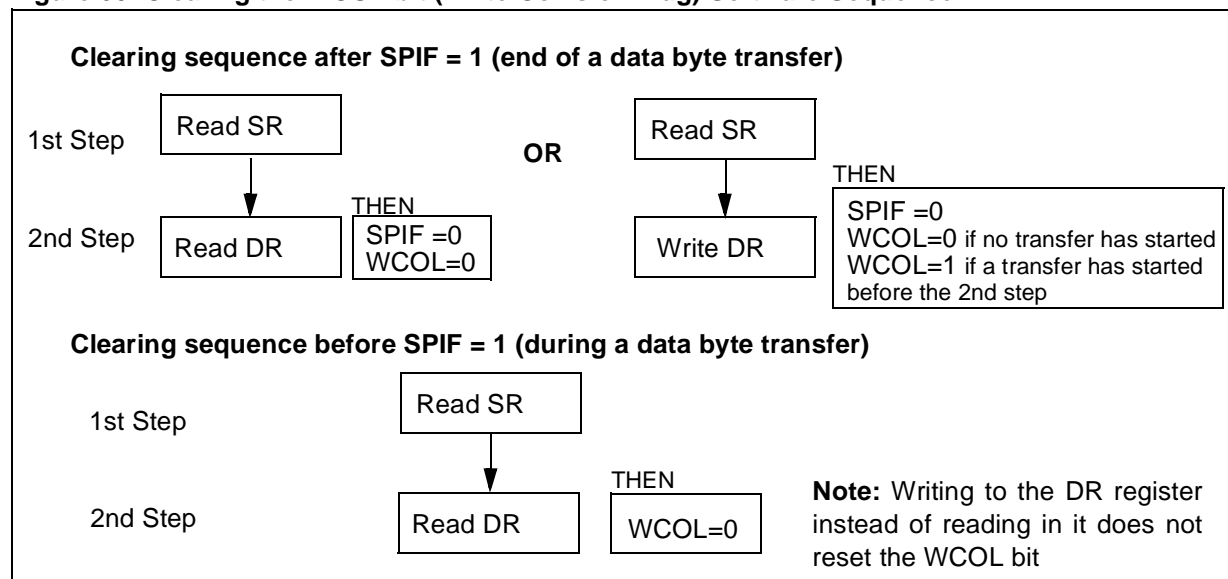 Clearing sequence after SPIF = 1 (end of a data byte transfer)
1st Step
Read SR
OR
Read SR
THEN
THEN
2nd Step
Read DR
SPIF =0
WCOL=0
Write DR
SPIF =0
WCOL=0 if no transfer has started
WCOL=1 if a transfer has started
before the 2nd step
Clearing sequence before SPIF = 1 (during a data byte transfer)
1st Step
Read SR
2nd Step
Read DR
THEN
WCOL=0
Note: Writing to the DR register
instead of reading in it does not
reset the WCOL bit